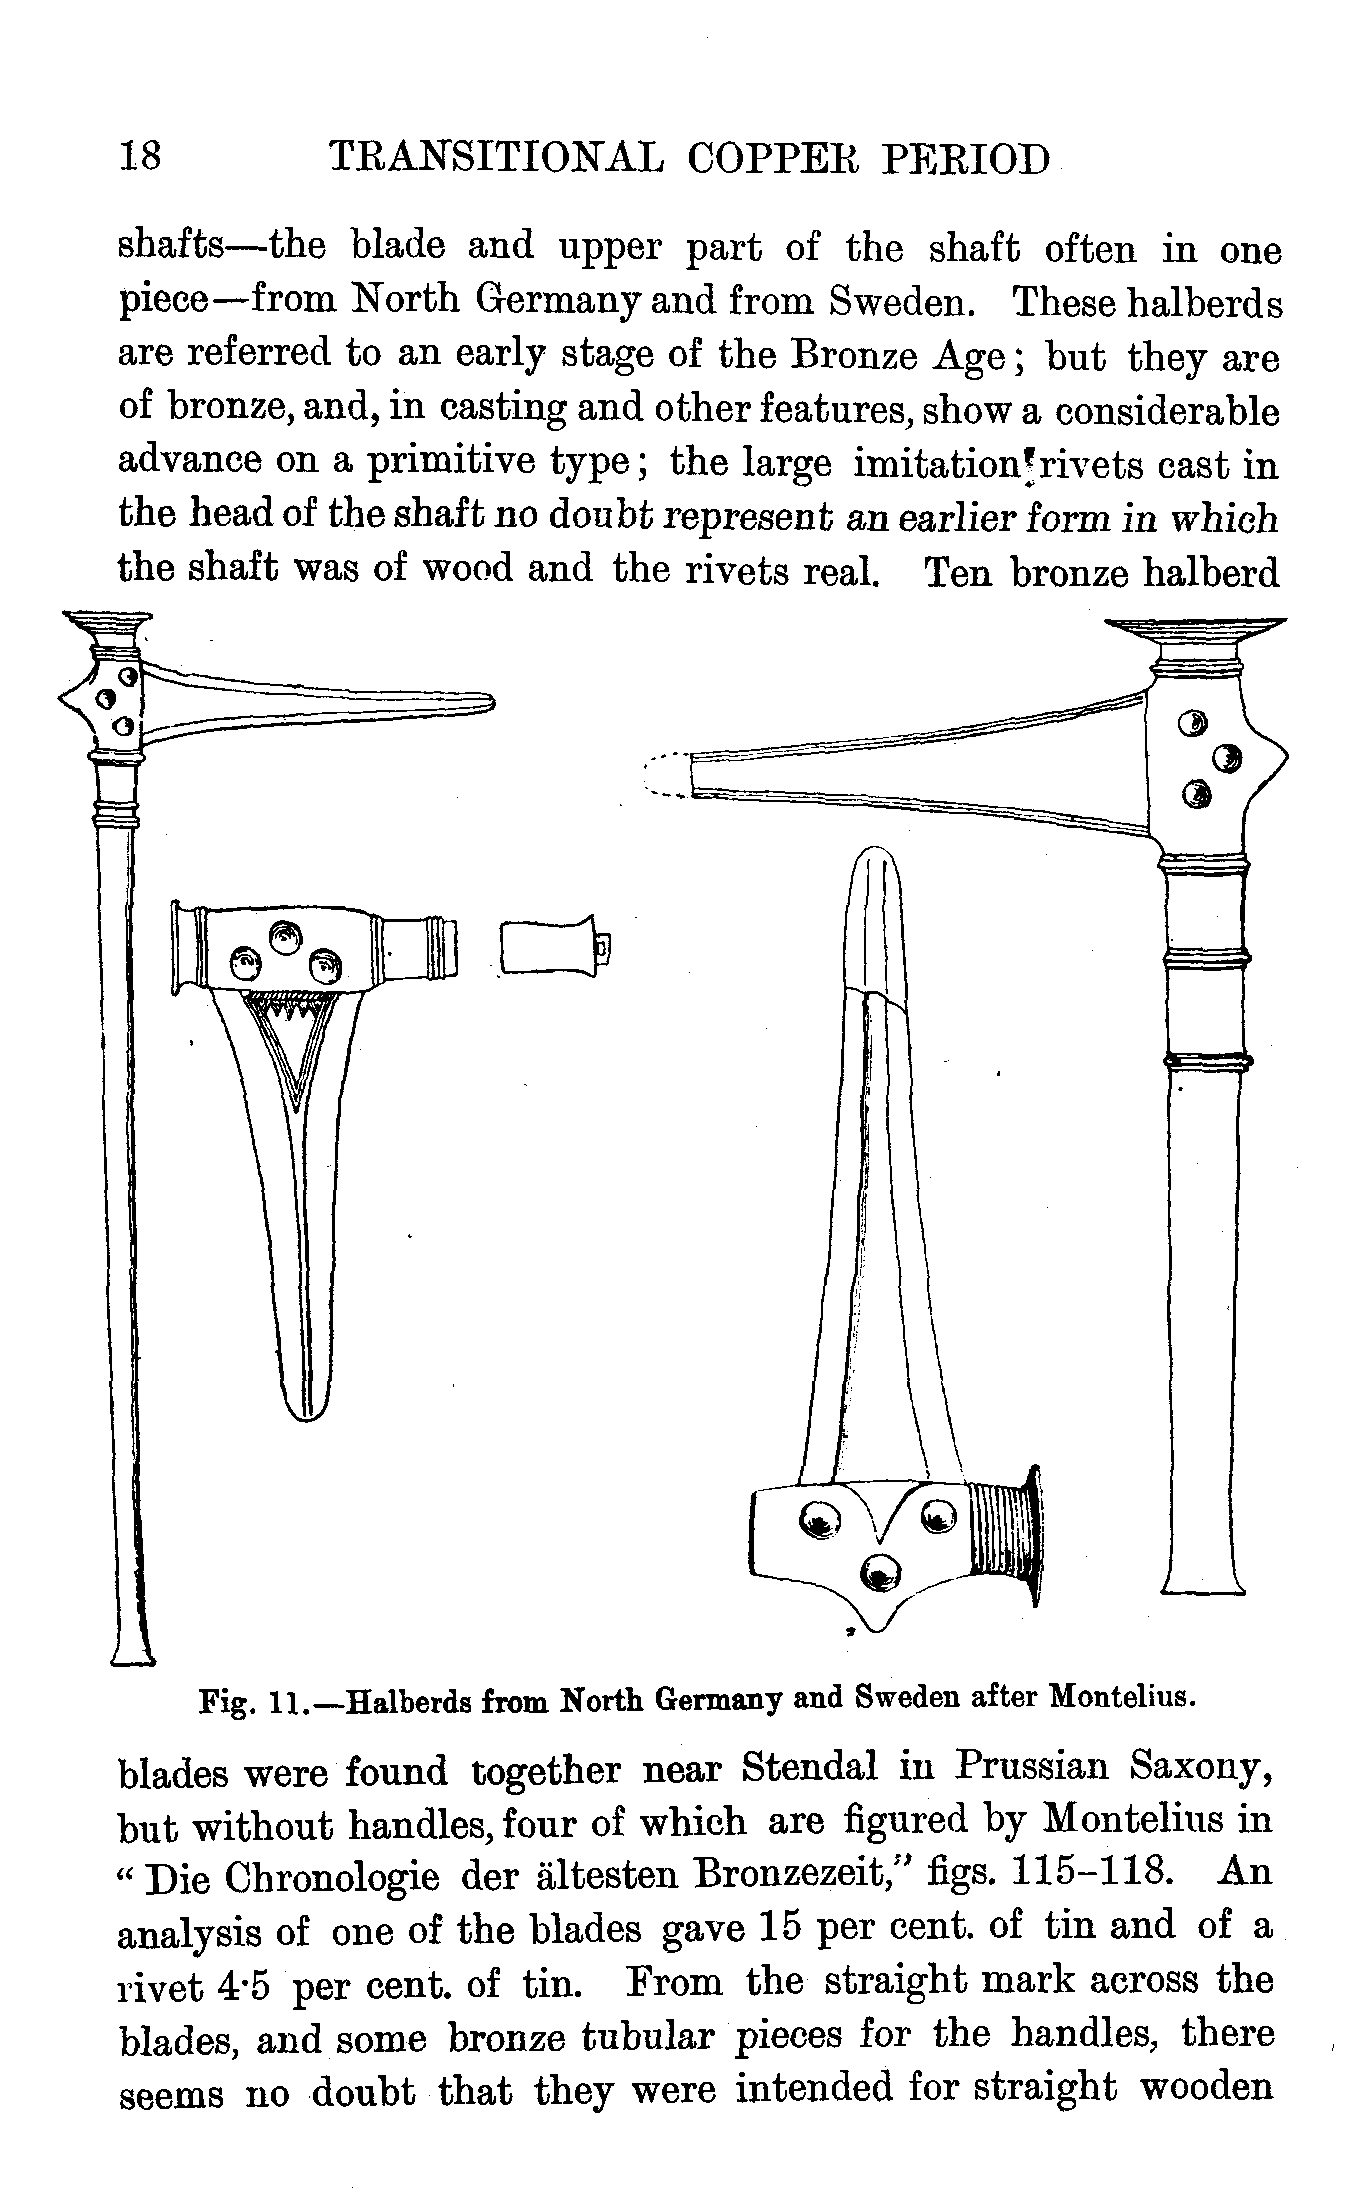 18 TRANSITIONAL COPPER PERIOD
shafts—the blade and upper part of the shaft often in one
piece—from North Germany and from Sweden. These halberds
are referred to an early stage of the Bronze Age; but they are
of bronze, and, in casting and other features, show a considerable
advance on a primitive type; the large imitation rivets cast in
the head of the shaft no doubt represent an earlier form in which
the shaft was of wood and the rivets real. Ten bronze halberd
Fig. 11.—Halberds from North Germany and Sweden after Montelius.
blades were found together near Stendal in Prussian Saxony,
but without handles, four of which are figured by Montelius in
“ Die Chronologie der ältesten Bronzezeit,” figs. 115–118. An
analysis of one of the blades gave 15 per cent. of tin and of a
rivet 4·5 per cent. of tin. From the straight mark across the
blades, and some bronze tubular pieces for the handles, there
seems no doubt that they were intended for straight wooden